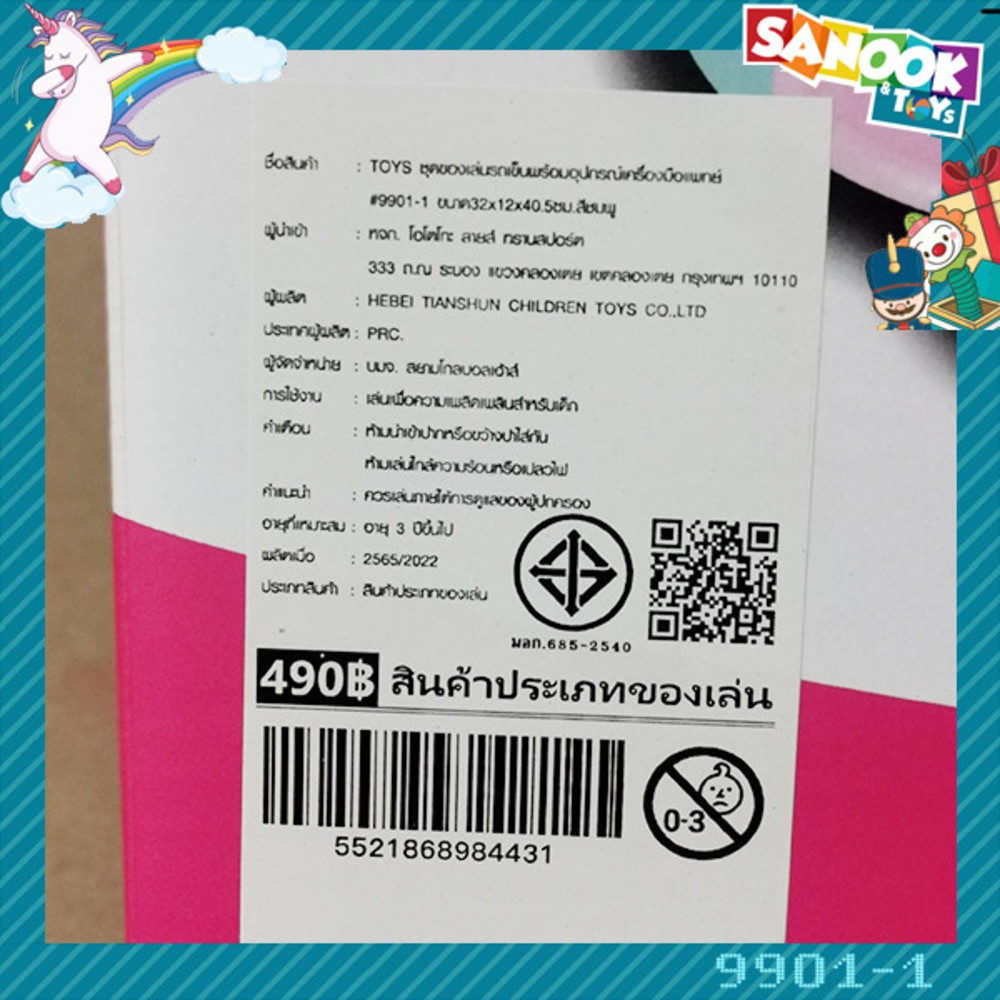 SANOOK
& TOYS
ชื่อสินค้า : TOYS ชุดของเล่นรถเข็นพร้อมอุปกรณ์เครื่องมือแพทย์
#9901-1 ขนาด32x12x40.5ซม.สีชมพู
ผู้นำเข้า : หจก. โอโตโกะ ลายส์ ทรานสปอร์ต
333 ถ.ณ ระนอง แขวงคลองเตย เขตคลองเตย กรุงเทพฯ 10110
ผู้ผลิต : HEBEI TIANSHUN CHILDREN TOYS CO.,LTD
ประเทศผู้ผลิต : PRC.
ผู้จัดจำหน่าย : บมจ. สยามโกลบอลเฮ้าส์
การใช้งาน : เล่นเพื่อความเพลิดเพลินสำหรับเด็ก
คำเตือน : ห้ามนำเข้าปากหรือขว้างปาใส่กัน
ห้ามเล่นใกล้ความร้อนหรือเปลวไฟ
คำแนะนำ : ควรเล่นภายใต้การดูแลของผู้ปกครอง
อายุที่เหมาะสม : อายุ 3 ปีขึ้นไป
ผลิตเมื่อ : 2565/2022
ประเภทสินค้า : สินค้าประเภทของเล่น
มอก.685-2540
490฿ สินค้าประเภทของเล่น
0-3
5521868984431
9901-1